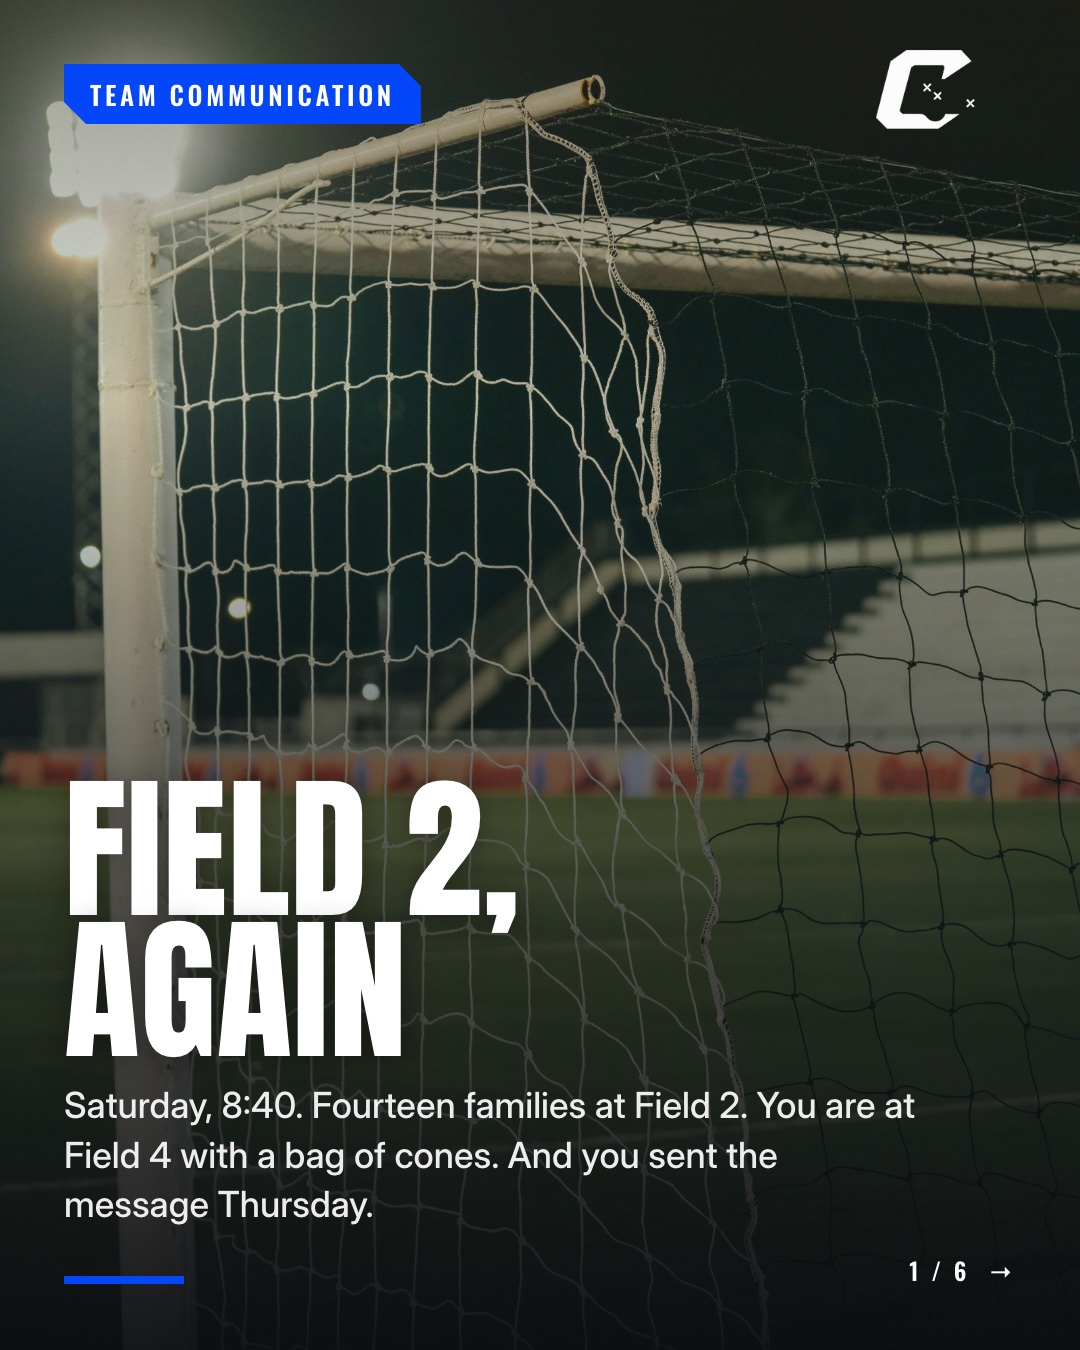 TEAM COMMUNICATION
FIELD 2,
AGAIN
Saturday, 8:40. Fourteen families at Field 2. You are at
Field 4 with a bag of cones. And you sent the
message Thursday.
1 / 6 →